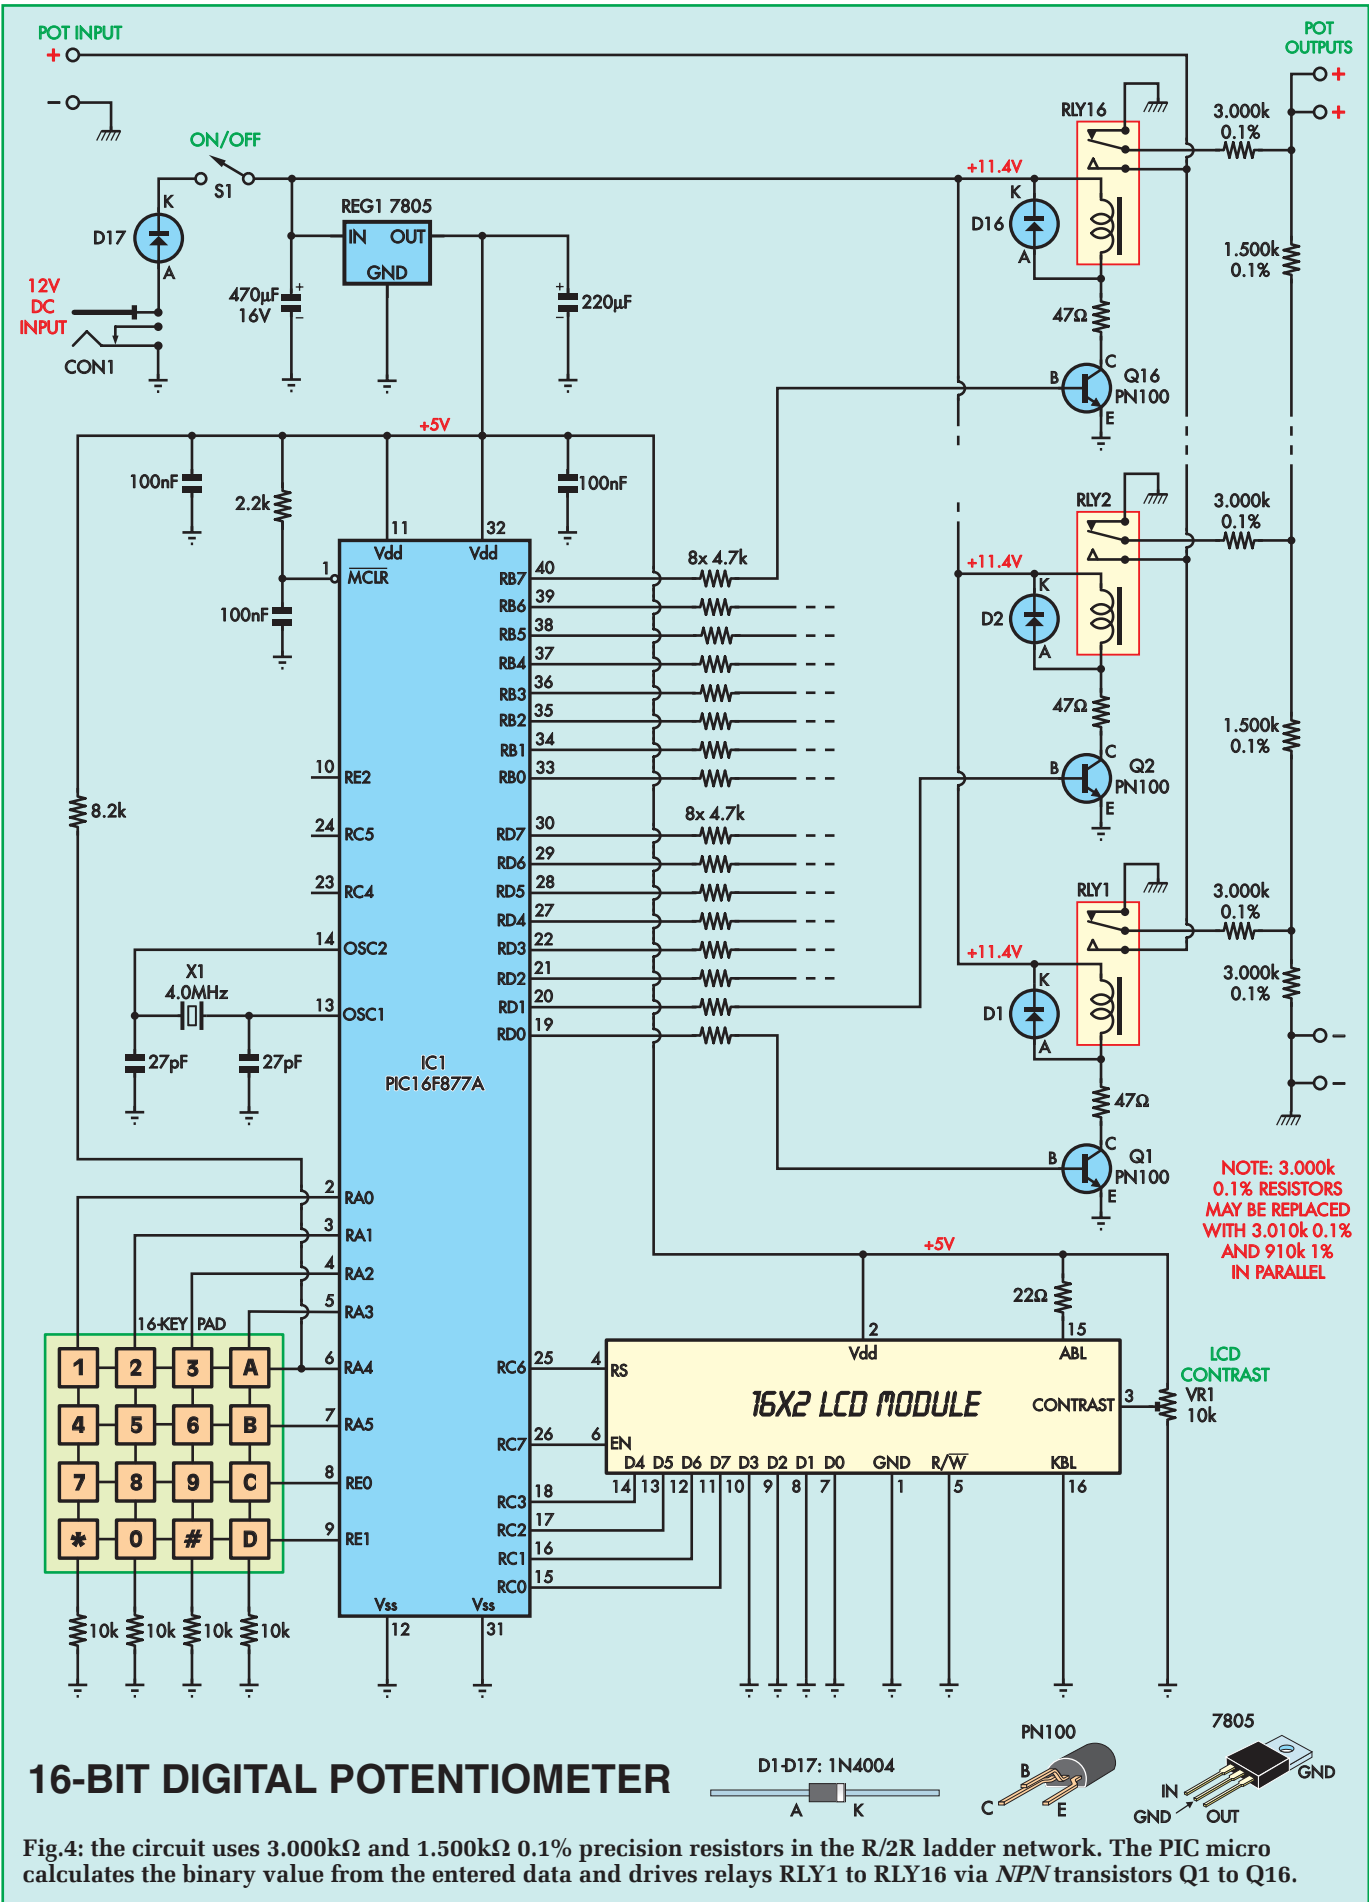 POT INPUT
+
−
POT
OUTPUTS
+
+
ON/OFF
S1
K
D17
A
12V
DC
INPUT
CON1
REG1 7805
IN OUT
GND
470µF
16V
+
−
+
−
220µF
RLY16
3.000k
0.1%
+11.4V
K
D16
A
1.500k
0.1%
47Ω
C
B
Q16
PN100
E
+5V
100nF
2.2k
100nF
100nF
11
Vdd
32
Vdd
1
MCLR
RB7 40
8x 4.7k
RB6 39
RB5 38
RB4 37
RB3 36
RB2 35
RB1 34
RB0 33
8x 4.7k
RD7 30
RD6 29
RD5 28
RD4 27
RD3 22
RD2 21
RD1 20
RD0 19
RLY2
3.000k
0.1%
+11.4V
K
D2
A
47Ω
1.500k
0.1%
C
B
Q2
PN100
E
10 RE2
8.2k
24 RC5
23 RC4
14 OSC2
X1
4.0MHz
13 OSC1
27pF
27pF
IC1
PIC16F877A
RLY1
3.000k
0.1%
+11.4V
K
D1
A
3.000k
0.1%
−
−
47Ω
C
B
Q1
PN100
E
NOTE: 3.000k
0.1% RESISTORS
MAY BE REPLACED
WITH 3.010k 0.1%
AND 910k 1%
IN PARALLEL
2 RA0
3 RA1
4 RA2
5 RA3
16-KEY PAD
1 2 3 A
6 RA4
4 5 6 B
7 RA5
7 8 9 C
8 RE0
* 0 # D
9 RE1
10k 10k 10k 10k
Vss
12
Vss
31
+5V
22Ω
2
Vdd
15
ABL
RC6 25
4 RS
16X2 LCD MODULE
CONTRAST 3
LCD
CONTRAST
VR1
10k
RC7 26
6 EN
D4 D5 D6 D7 D3 D2 D1 D0 GND R/W KBL
14 13 12 11 10 9 8 7 1 5 16
RC3 18
RC2 17
RC1 16
RC0 15
16-BIT DIGITAL POTENTIOMETER
D1-D17: 1N4004
A K
PN100
B
C
E
7805
GND
IN
GND
OUT
Fig.4: the circuit uses 3.000kΩ and 1.500kΩ 0.1% precision resistors in the R/2R ladder network. The PIC micro
calculates the binary value from the entered data and drives relays RLY1 to RLY16 via NPN transistors Q1 to Q16.